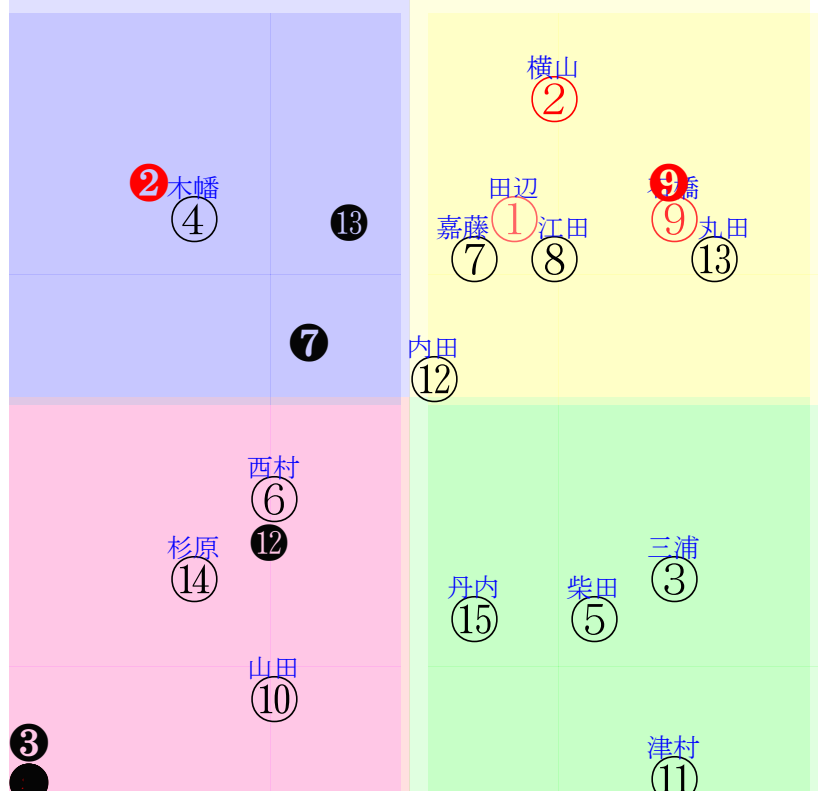 横山
②
❷
木幡
④
⓭
田辺
①
嘉藤
⑦
江田
⑧
❾
橋
⑨
丸田
⑬
❼
内田
⑫
西村
⑥
⓬
杉原
⑭
三浦
③
丹内
⑮
柴田
⑤
山田
⑩
❸
津村
⑪